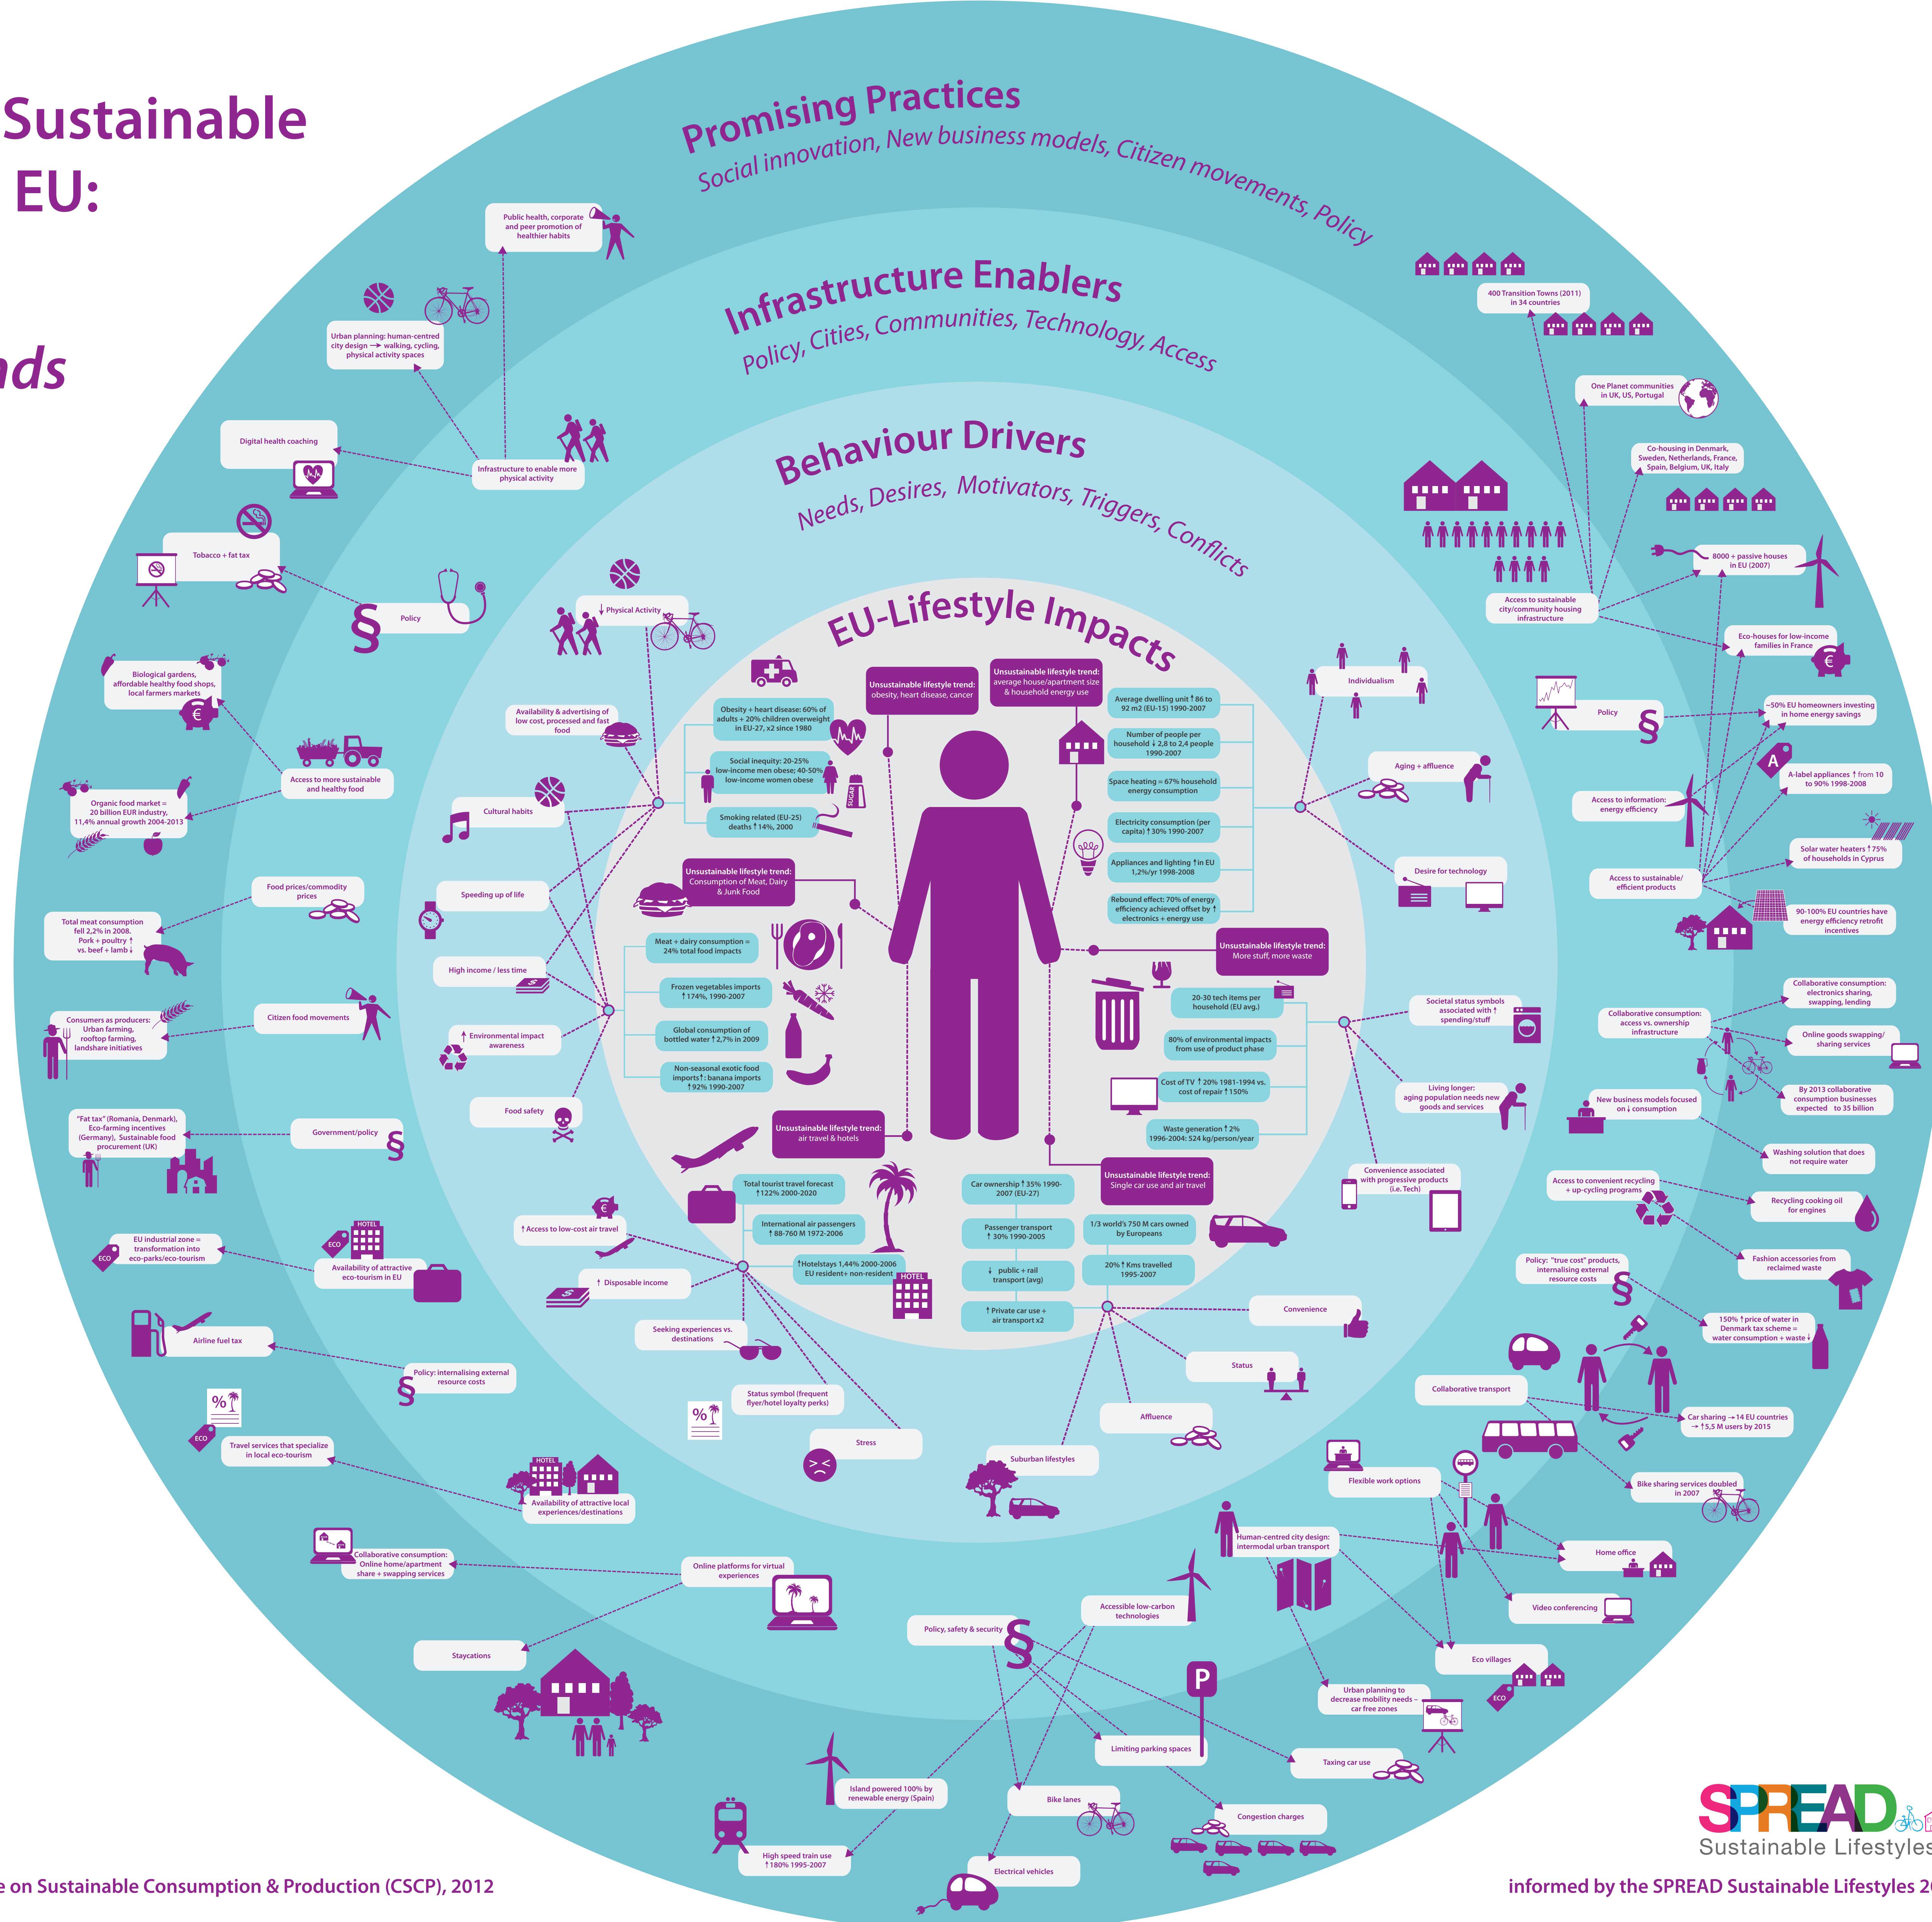 Sustainable
EU:
nds
Promising Practices
Social innovation, New business models, Citizen movements, Policy
Infrastructure Enablers
Policy, Cities, Communities, Technology, Access
Behaviour Drivers
Needs, Desires, Motivators, Triggers, Conflicts
EU-Lifestyle Impacts
Public health, corporate
and peer promotion of
healthier habits
Urban planning: human-centred
city design → walking, cycling,
physical activity spaces
Digital health coaching
Infrastructure to enable more
physical activity
Tobacco + fat tax
§
Policy
Biological gardens,
affordable healthy food shops,
local farmers markets
€
Access to more sustainable
and healthy food
Organic food market =
20 billion EUR industry,
11,4% annual growth 2004-2013
Food prices/commodity
prices
Total meat consumption
fell 2,2% in 2008.
Pork + poultry ↑
vs. beef + lamb ↓
Citizen food movements
Consumers as producers:
Urban farming,
rooftop farming,
landshare initiatives
"Fat tax" (Romania, Denmark),
Eco-farming incentives
(Germany), Sustainable food
procurement (UK)
Government/policy
§
EU industrial zone =
transformation into
eco-parks/eco-tourism
ECO
HOTEL
ECO
Availability of attractive
eco-tourism in EU
Airline fuel tax
Policy: internalising external
resource costs
§
%
ECO
Travel services that specialize
in local eco-tourism
HOTEL
Availability of attractive local
experiences/destinations
Collaborative consumption:
Online home/apartment
share + swapping services
Online platforms for virtual
experiences
Staycations
↓ Physical Activity
Availability & advertising of
low cost, processed and fast
food
Cultural habits
Speeding up of life
High income / less time
$
↑ Environmental impact
awareness
Food safety
↑ Access to low-cost air travel
↑ Disposable income
$
Seeking experiences vs.
destinations
Status symbol (frequent
flyer/hotel loyalty perks)
%
Stress
Unsustainable lifestyle trend:
obesity, heart disease, cancer
Obesity + heart disease: 60% of
adults + 20% children overweight
in EU-27, x2 since 1980
Social inequity: 20-25%
low-income men obese; 40-50%
low-income women obese
SUGAR
Smoking related (EU-25)
deaths ↑ 14%, 2000
Unsustainable lifestyle trend:
Consumption of Meat, Dairy
& Junk Food
Meat + dairy consumption =
24% total food impacts
Frozen vegetables imports
↑ 174%, 1990-2007
Global consumption of
bottled water ↑ 2,7% in 2009
Non-seasonal exotic food
imports↑: banana imports
↑ 92% 1990-2007
Unsustainable lifestyle trend:
air travel & hotels
Total tourist travel forecast
↑ 122% 2000-2020
International air passengers
↑ 88-760 M 1972-2006
↑Hotelstays 1,44% 2000-2006
EU resident+ non-resident
HOTEL
Unsustainable lifestyle trend:
average house/apartment size
& household energy use
Average dwelling unit ↑ 86 to
92 m2 (EU-15) 1990-2007
Number of people per
household ↓ 2,8 to 2,4 people
1990-2007
Space heating = 67% household
energy consumption
Electricity consumption (per
capita) ↑ 30% 1990-2007
Appliances and lighting ↑in EU
1,2%/yr 1998-2008
Rebound effect: 70% of energy
efficiency achieved offset by ↑
electronics + energy use
Unsustainable lifestyle trend:
More stuff, more waste
20-30 tech items per
household (EU avg.)
80% of environmental impacts
from use of product phase
Cost of TV ↑ 20% 1981-1994 vs.
cost of repair ↑150%
Waste generation ↑ 2%
1996-2004: 524 kg/person/year
Unsustainable lifestyle trend:
Single car use and air travel
Car ownership ↑ 35% 1990-
2007 (EU-27)
Passenger transport
↑ 30% 1990-2005
↓ public + rail
transport (avg)
↑ Private car use +
air transport x2
1/3 world's 750 M cars owned
by Europeans
20% ↑ Kms travelled
1995-2007
Individualism
Aging + affluence
Desire for technology
Societal status symbols
associated with ↑
spending/stuff
Living longer:
aging population needs new
goods and services
Convenience associated
with progressive products
(i.e. Tech)
Convenience
Status
Affluence
Suburban lifestyles
400 Transition Towns (2011)
in 34 countries
One Planet communities
in UK, US, Portugal
Co-housing in Denmark,
Sweden, Netherlands, France,
Spain, Belgium, UK, Italy
8000 + passive houses
in EU (2007)
Access to sustainable
city/community housing
infrastructure
Eco-houses for low-income
families in France
€
Policy
§
~50% EU homeowners investing
in home energy savings
A
A-label appliances ↑ from 10
to 90% 1998-2008
Access to information:
energy efficiency
Solar water heaters ↑ 75%
of households in Cyprus
Access to sustainable/
efficient products
90-100% EU countries have
energy efficiency retrofit
incentives
Collaborative consumption:
electronics sharing,
swapping, lending
Collaborative consumption:
access vs. ownership
infrastructure
Online goods swapping/
sharing services
By 2013 collaborative
consumption businesses
expected to 35 billion
New business models focused
on ↓ consumption
Washing solution that does
not require water
Access to convenient recycling
+ up-cycling programs
Recycling cooking oil
for engines
Fashion accessories from
reclaimed waste
Policy: "true cost" products,
internalising external
resource costs
§
150% ↑ price of water in
Denmark tax scheme =
water consumption + waste ↓
Collaborative transport
Car sharing → 14 EU countries
→ ↑ 5,5 M users by 2015
Bike sharing services doubled
in 2007
Flexible work options
Human-centred city design:
intermodal urban transport
Home office
Video conferencing
Eco villages
ECO
Urban planning to
decrease mobility needs –
car free zones
Accessible low-carbon
technologies
Policy, safety & security
§
P
Limiting parking spaces
Taxing car use
Congestion charges
Bike lanes
Electrical vehicles
Island powered 100% by
renewable energy (Spain)
High speed train use
↑ 180% 1995-2007
SPREAD
Sustainable Lifestyles
e on Sustainable Consumption & Production (CSCP), 2012
informed by the SPREAD Sustainable Lifestyles